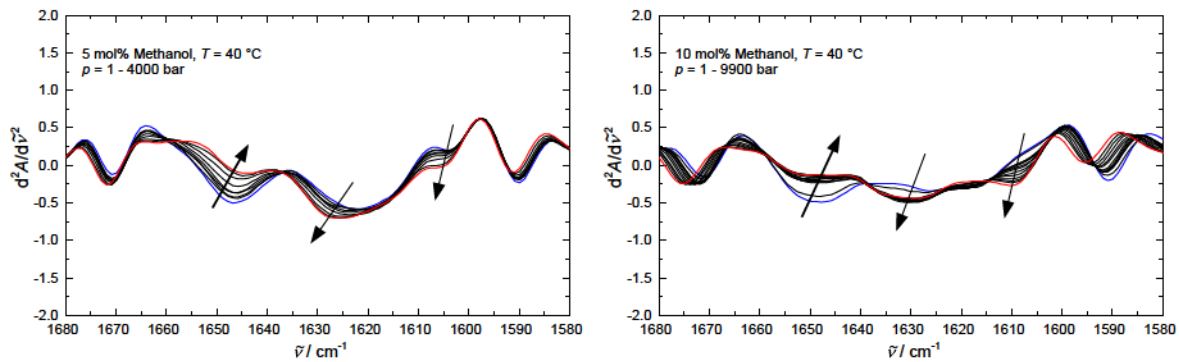 5 mol% Methanol, T = 40 °C
p = 1 - 4000 bar
d²A/dν̃²
2.0
1.5
1.0
0.5
0.0
-0.5
-1.0
-1.5
-2.0
1680 1670 1660 1650 1640 1630 1620 1610 1600 1590 1580
ν̃ / cm⁻¹
10 mol% Methanol, T = 40 °C
p = 1 - 9900 bar
d²A/dν̃²
2.0
1.5
1.0
0.5
0.0
-0.5
-1.0
-1.5
-2.0
1680 1670 1660 1650 1640 1630 1620 1610 1600 1590 1580
ν̃ / cm⁻¹